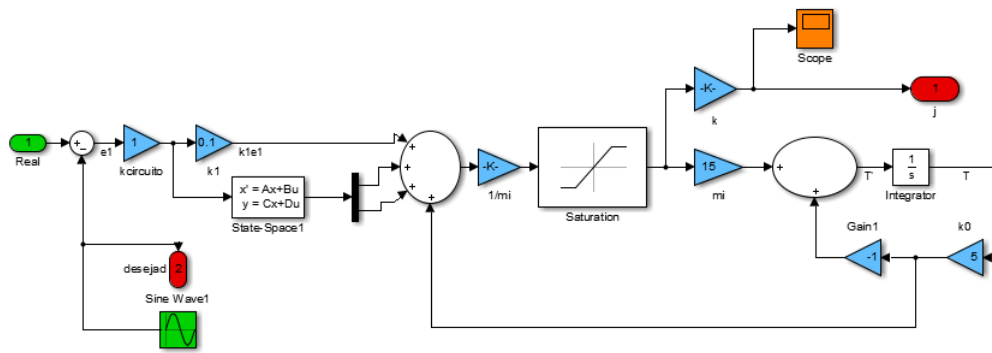 Scope
-K-
k
1
j
1
Real
+
−
e1
1
kcircuito
0.1
k1
k1e1
x' = Ax+Bu
y = Cx+Du
State-Space1
+
+
+
+
-K-
1/mi
Saturation
15
mi
+
+
T'
1
s
Integrator
T
Gain1
-1
k0
5
desejad
2
Sine Wave1